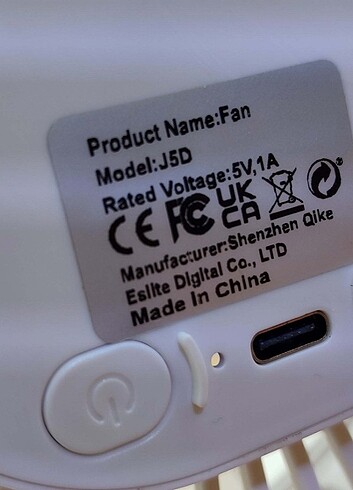 Product Name:Fan
Model:J5D
Rated Voltage:5V,1A
CE FC UK CA
Manufacturer:Shenzhen Qike
Eslite Digital Co., LTD
Made In China